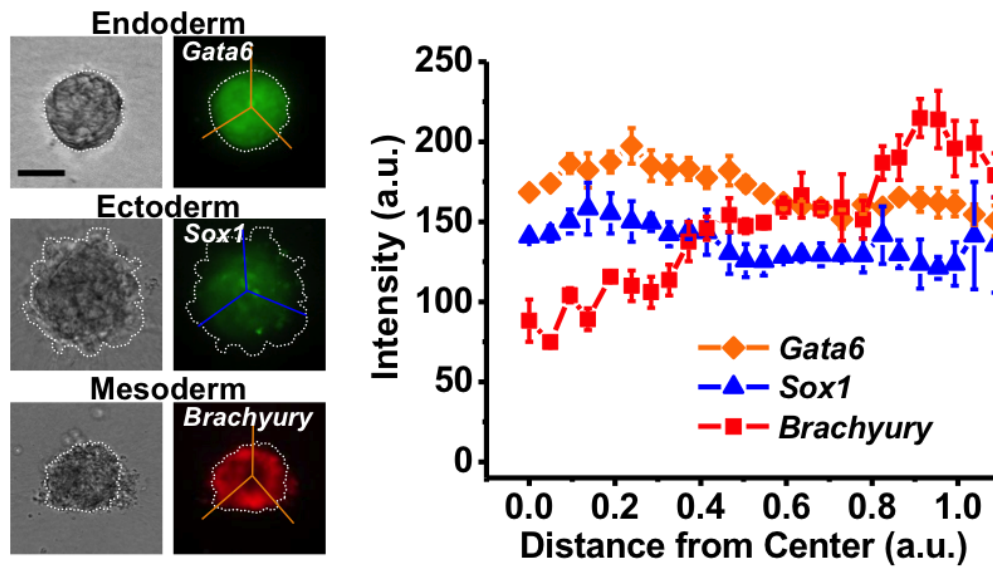 Endoderm
Gata6
Ectoderm
Sox1
Mesoderm
Brachyury
250
200
150
100
50
0
Intensity (a.u.)
Gata6
Sox1
Brachyury
0.0 0.2 0.4 0.6 0.8 1.0
Distance from Center (a.u.)